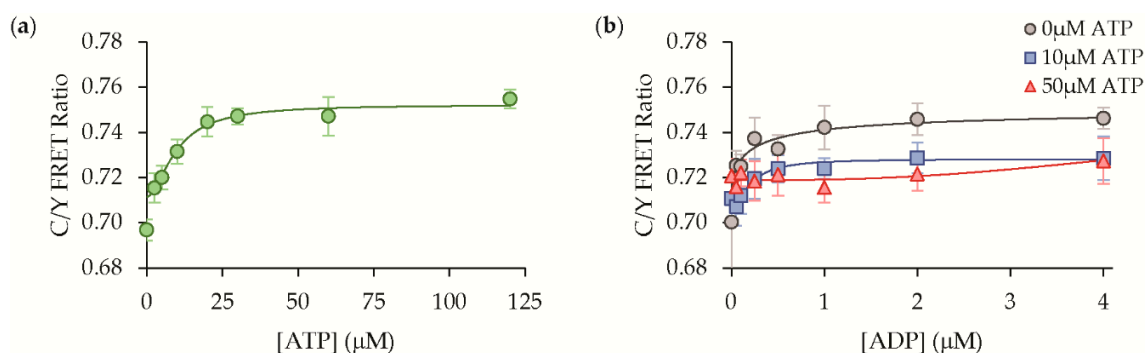 (a)
0.78
0.76
0.74
0.72
0.70
0.68
C/Y FRET Ratio
0
25
50
75
100
125
[ATP] (μM)
(b)
0.78
0.76
0.74
0.72
0.70
0.68
C/Y FRET Ratio
0
1
2
3
4
[ADP] (μM)
0μM ATP
10μM ATP
50μM ATP